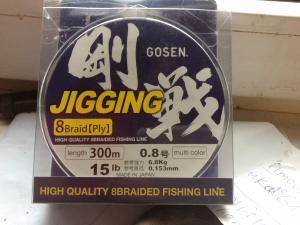 GOSEN.
剛戦
JIGGING
8Braid【Ply】
HIGH QUALITY 8BRAIDED FISHING LINE
length 300m 0.8号 multi color
15lb
6.8Kg
0.153mm
MADE IN JAPAN
HIGH QUALITY 8BRAIDED FISHING LINE